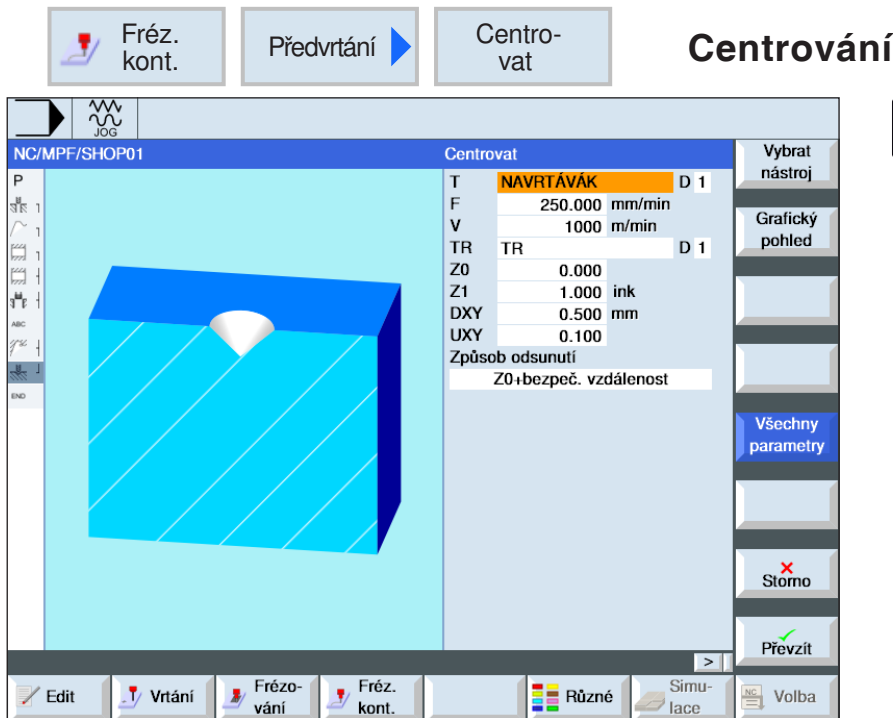 Fréz.
kont.
Předvrtání
Centro-
vat
Centrování
JOG
NC/MPF/SHOP01
Centrovat
P
1
1
1
ABC
END
T NAVRTÁVÁK D 1
F 250.000 mm/min
V 1000 m/min
TR TR D 1
Z0 0.000
Z1 1.000 ink
DXY 0.500 mm
UXY 0.100
Způsob odsunutí
Z0+bezpeč. vzdálenost
Vybrat
nástroj
Grafický
pohled
Všechny
parametry
Storno
Převzít
>
Edit
Vrtání
Frézo-
vání
Fréz.
kont.
Různé
Simu-
lace
NC
Volba